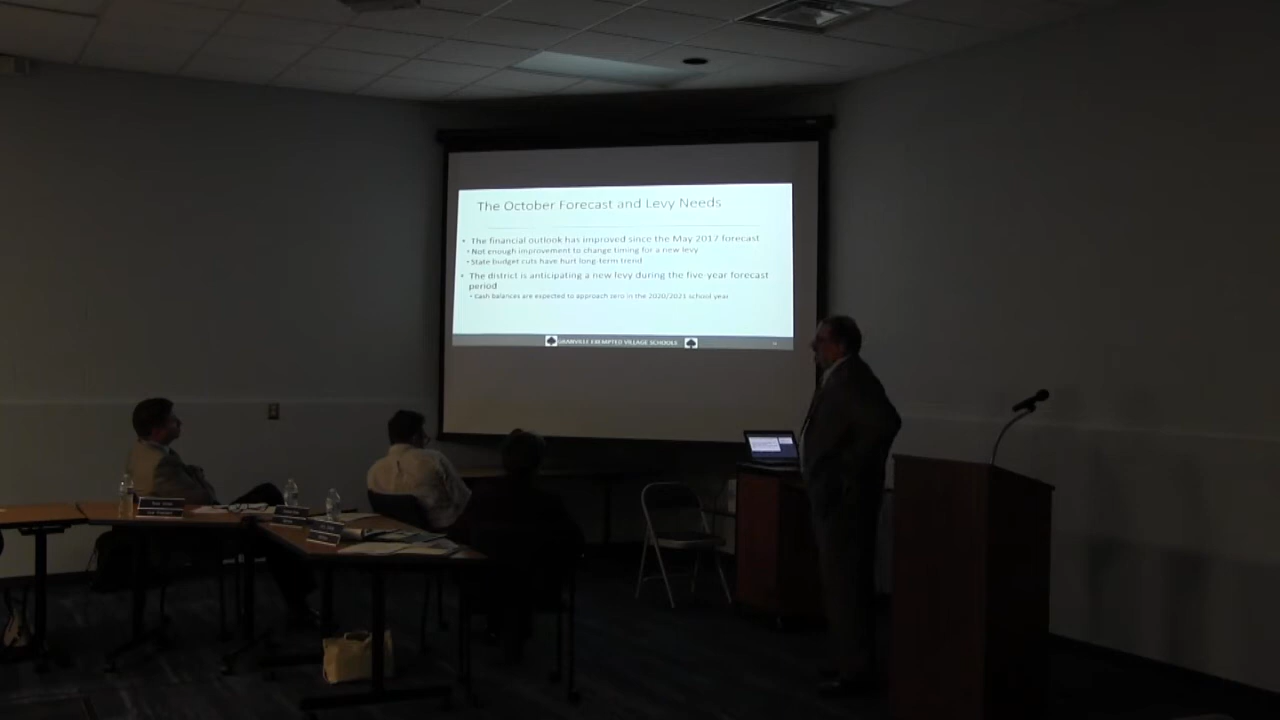 The October Forecast and Levy Needs
• The financial outlook has improved since the May 2017 forecast
• Not enough improvement to change timing for a new levy
• State budget cuts have hurt long-term trend
• The district is anticipating a new levy during the five-year forecast
period
• Cash balances are expected to approach zero in the 2020/2021 school year
GRANVILLE EXEMPTED VILLAGE SCHOOLS